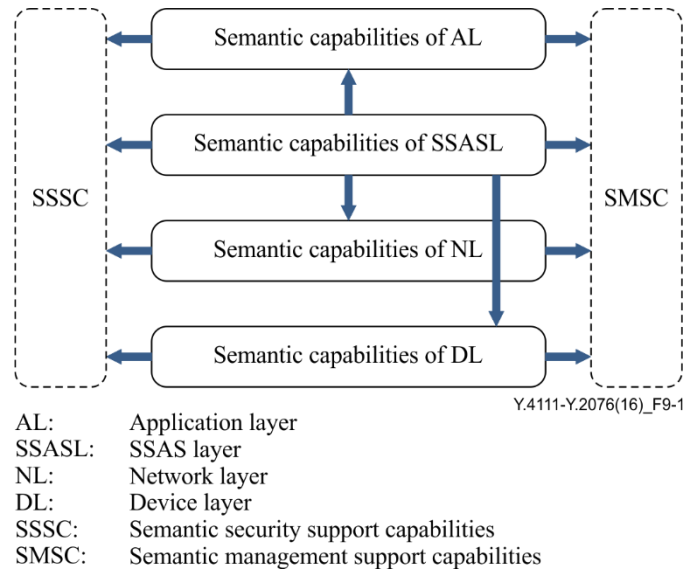 Semantic capabilities of AL
Semantic capabilities of SSASL
SSSC
SMSC
Semantic capabilities of NL
Semantic capabilities of DL
Y.4111-Y.2076(16)_F9-1
AL: Application layer
SSASL: SSAS layer
NL: Network layer
DL: Device layer
SSSC: Semantic security support capabilities
SMSC: Semantic management support capabilities